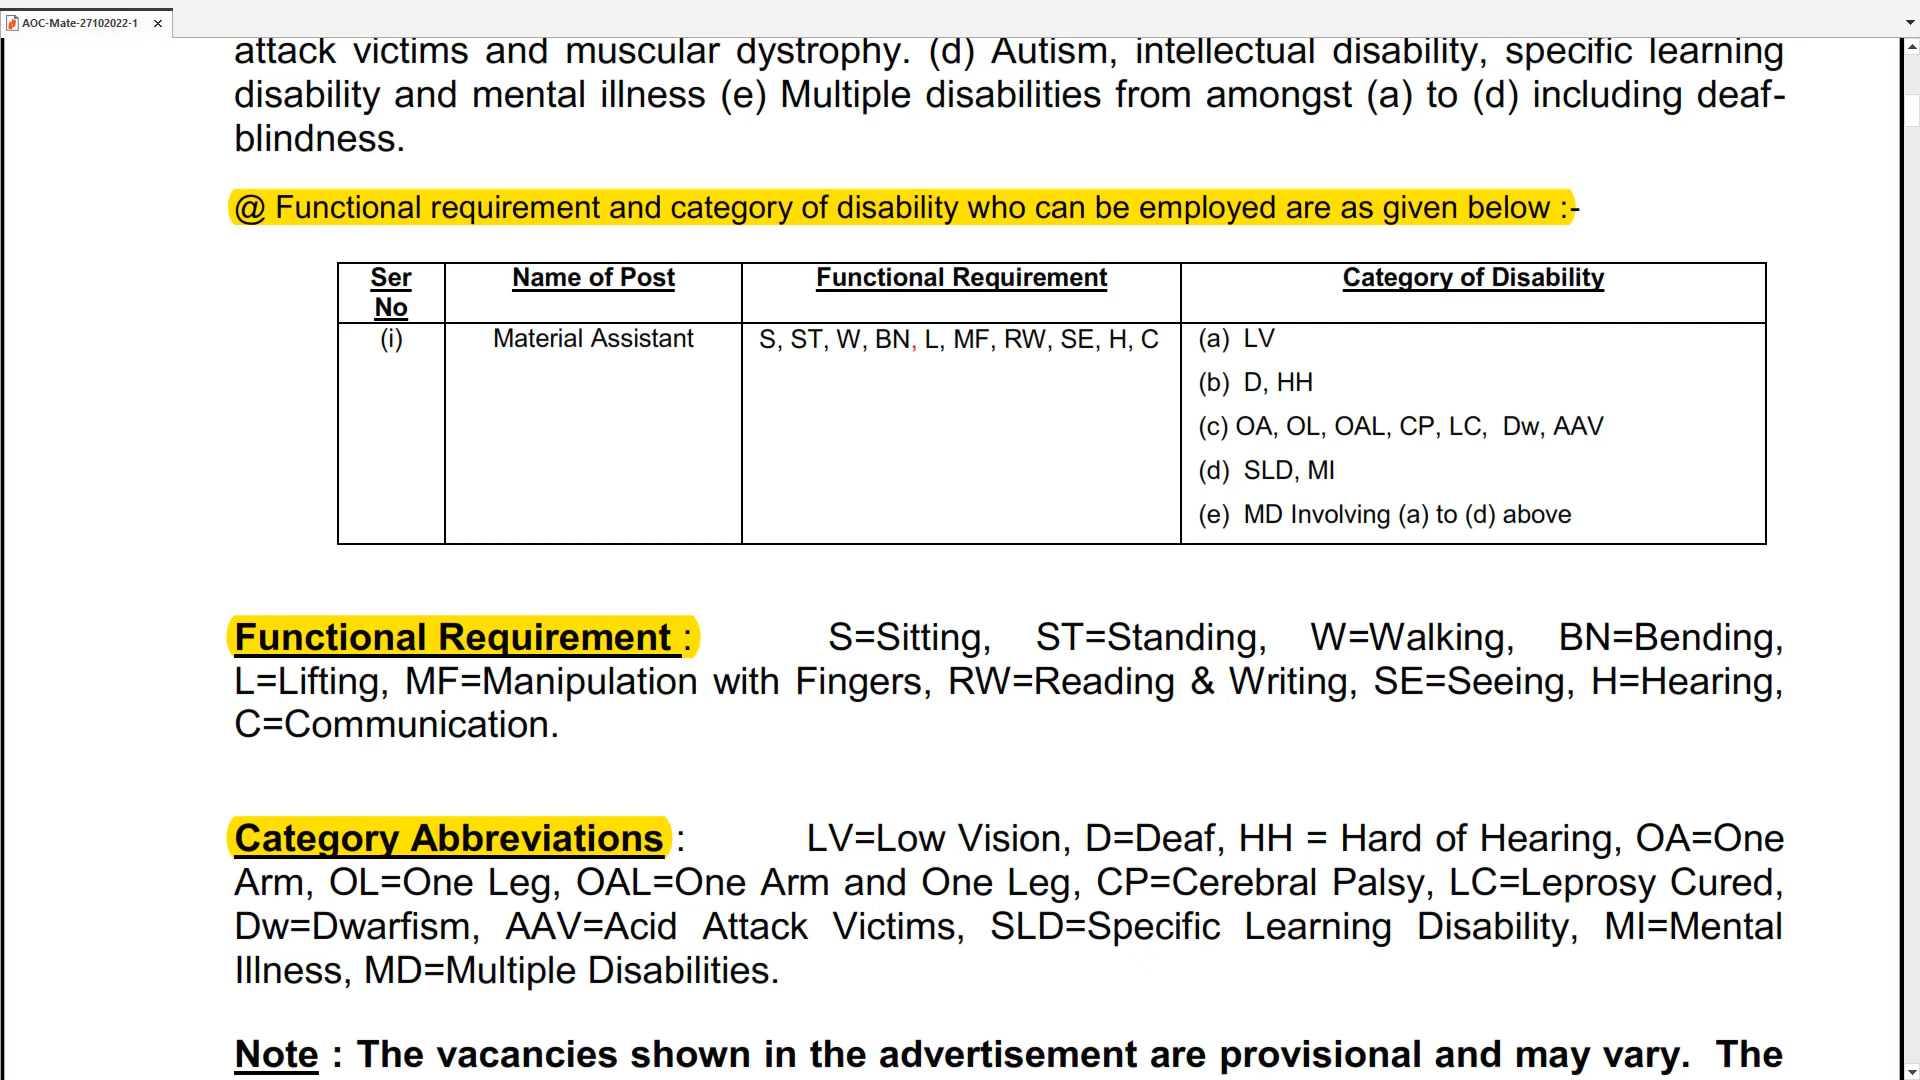 AOC-Mate-27102022-1
attack victims and muscular dystrophy. (d) Autism, intellectual disability, specific learning
disability and mental illness (e) Multiple disabilities from amongst (a) to (d) including deaf-
blindness.
@ Functional requirement and category of disability who can be employed are as given below :-
Ser No | Name of Post | Functional Requirement | Category of Disability
(i) | Material Assistant | S, ST, W, BN, L, MF, RW, SE, H, C | (a) LV
(b) D, HH
(c) OA, OL, OAL, CP, LC, Dw, AAV
(d) SLD, MI
(e) MD Involving (a) to (d) above
Functional Requirement : S=Sitting, ST=Standing, W=Walking, BN=Bending,
L=Lifting, MF=Manipulation with Fingers, RW=Reading & Writing, SE=Seeing, H=Hearing,
C=Communication.
Category Abbreviations : LV=Low Vision, D=Deaf, HH = Hard of Hearing, OA=One
Arm, OL=One Leg, OAL=One Arm and One Leg, CP=Cerebral Palsy, LC=Leprosy Cured,
Dw=Dwarfism, AAV=Acid Attack Victims, SLD=Specific Learning Disability, MI=Mental
Illness, MD=Multiple Disabilities.
Note : The vacancies shown in the advertisement are provisional and may vary. The